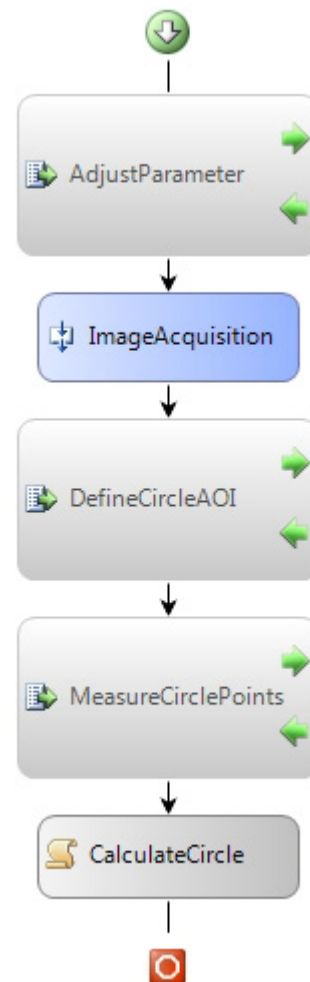 AdjustParameter
ImageAcquisition
DefineCircleAOI
MeasureCirclePoints
CalculateCircle